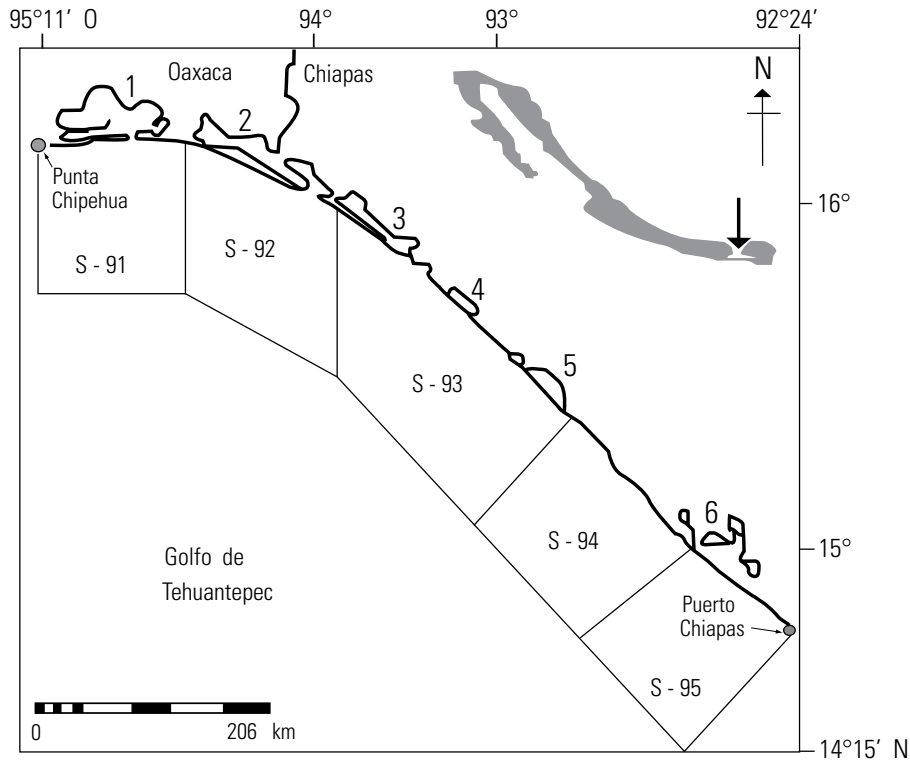 95°11′ O
94°
93°
92°24′
Oaxaca
Chiapas
N
1
2
3
4
5
6
Punta
Chipehua
16°
S - 91
S - 92
S - 93
S - 94
S - 95
15°
Golfo de
Tehuantepec
Puerto
Chiapas
0
206 km
14°15′ N